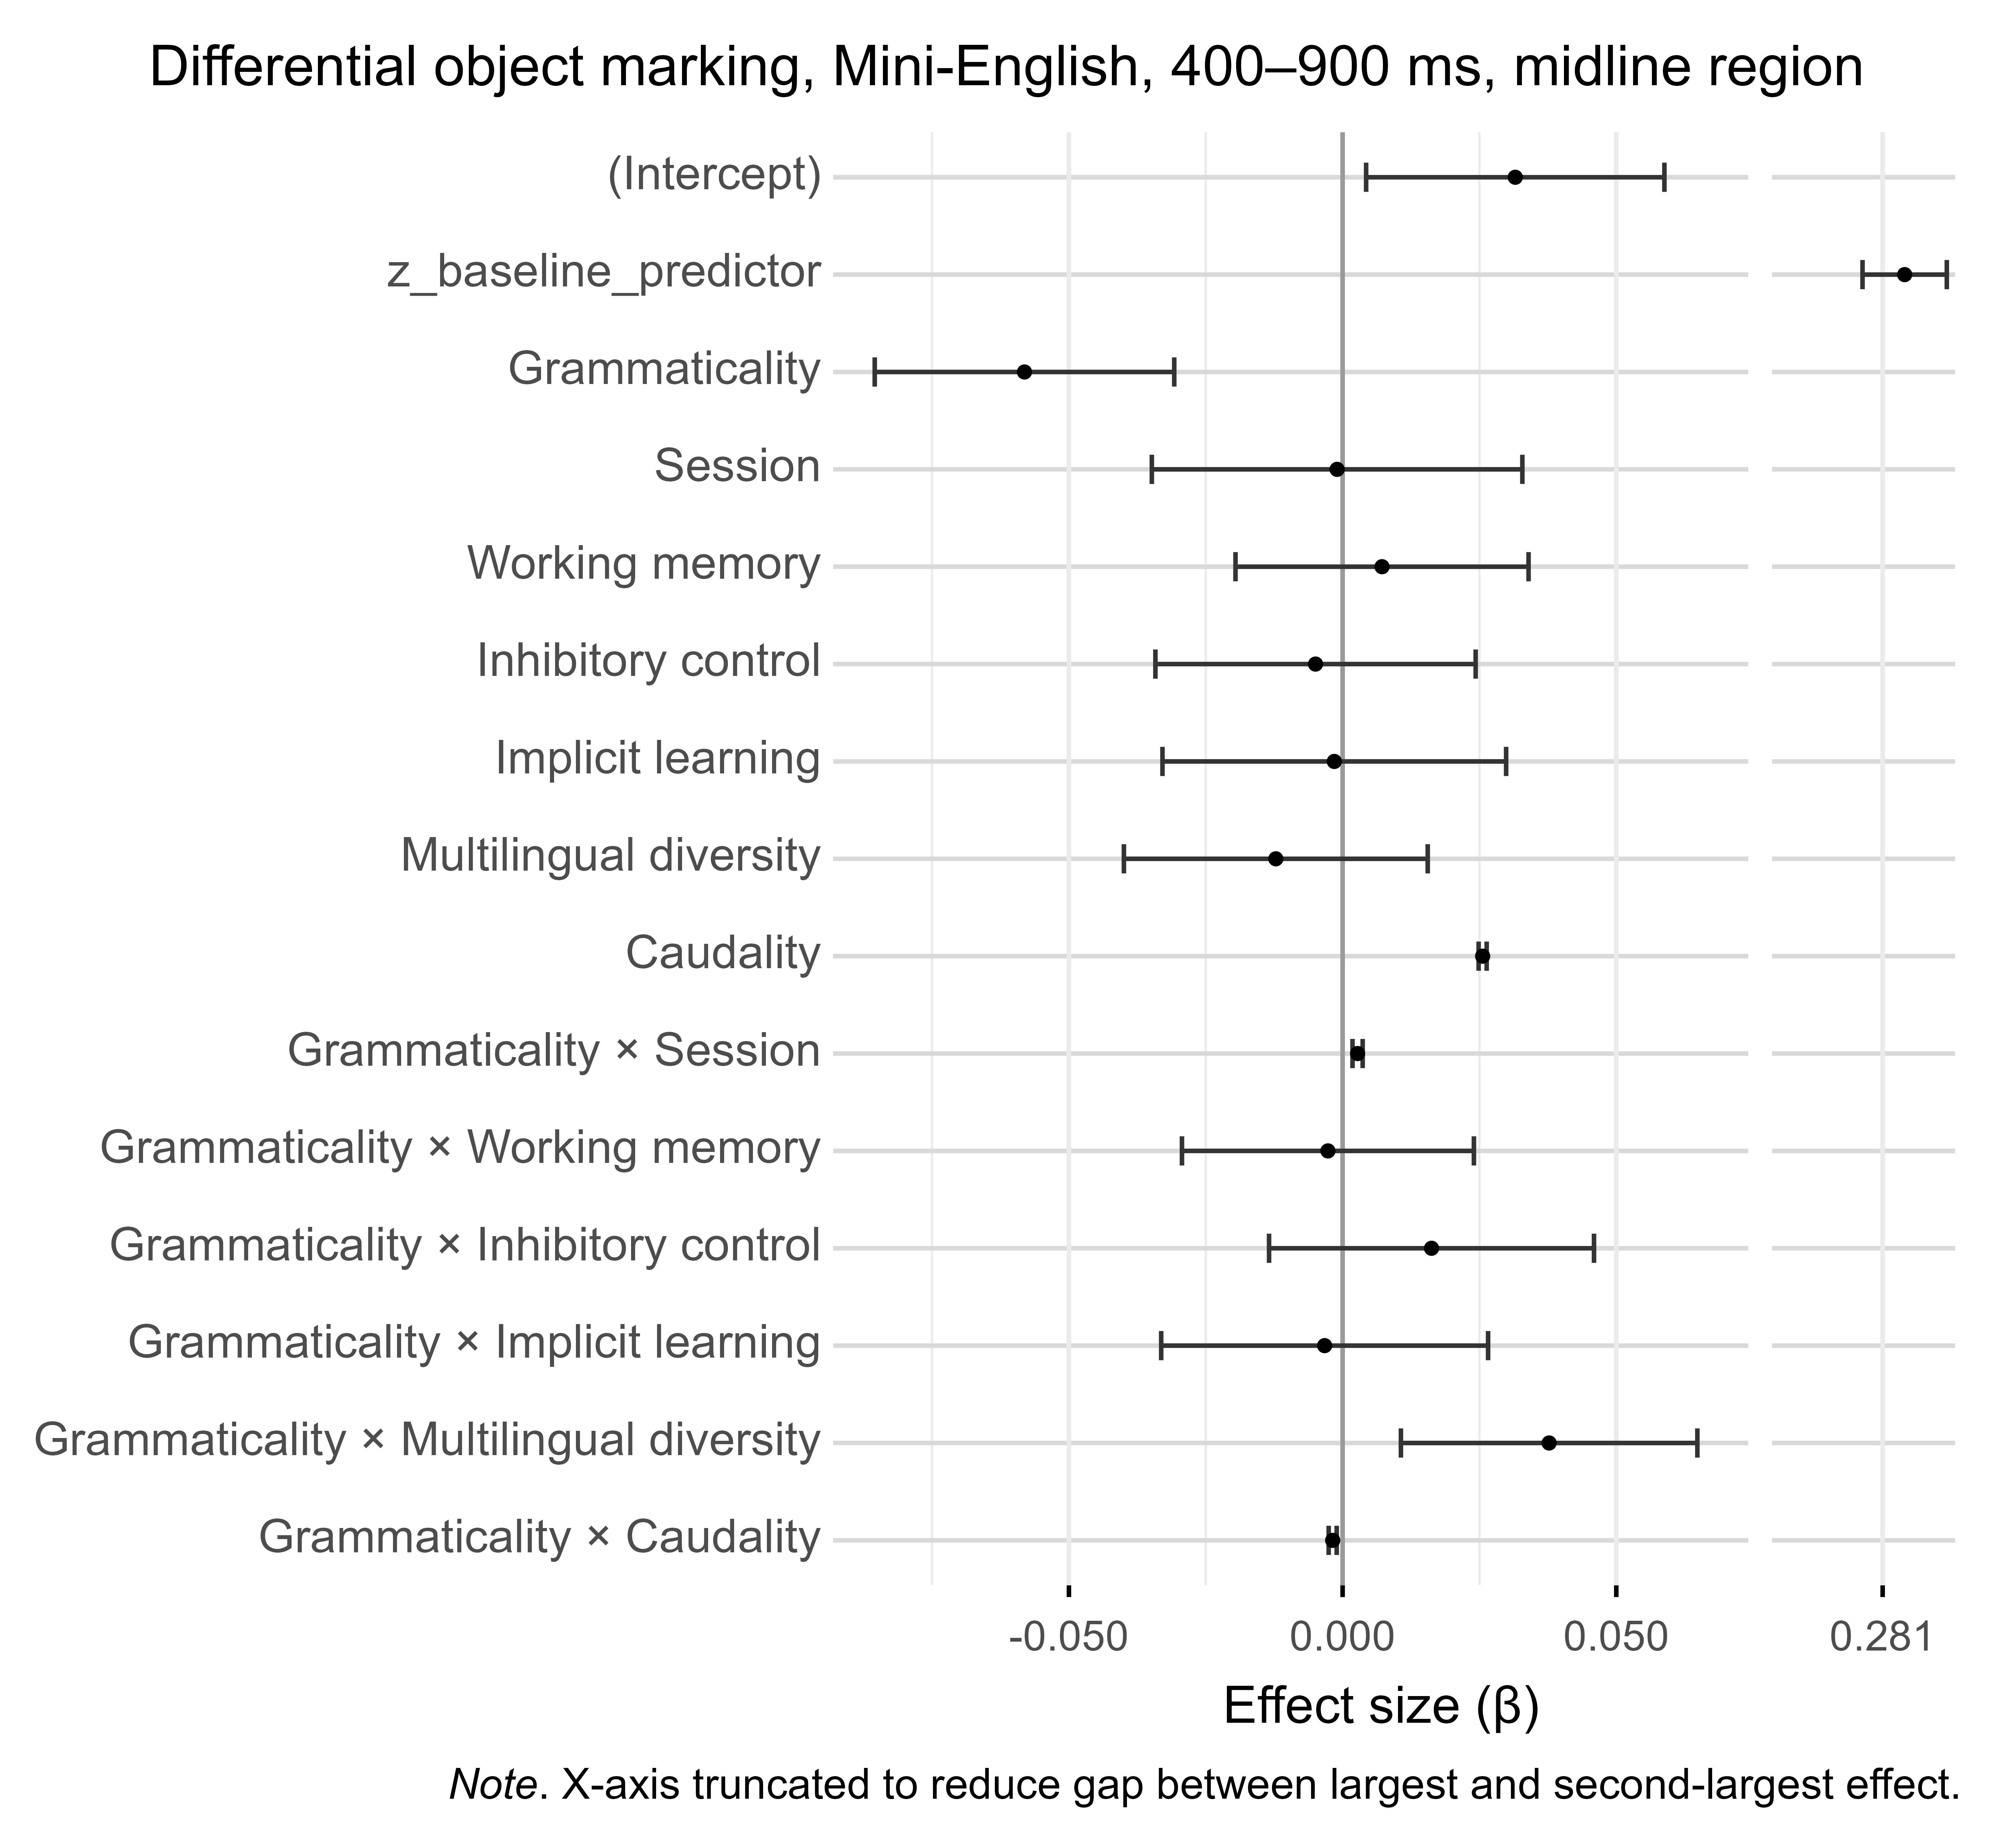 Differential object marking, Mini-English, 400–900 ms, midline region
(Intercept)
z_baseline_predictor
Grammaticality
Session
Working memory
Inhibitory control
Implicit learning
Multilingual diversity
Caudality
Grammaticality × Session
Grammaticality × Working memory
Grammaticality × Inhibitory control
Grammaticality × Implicit learning
Grammaticality × Multilingual diversity
Grammaticality × Caudality
-0.050 0.000 0.050 0.281
Effect size (β)
Note. X-axis truncated to reduce gap between largest and second-largest effect.